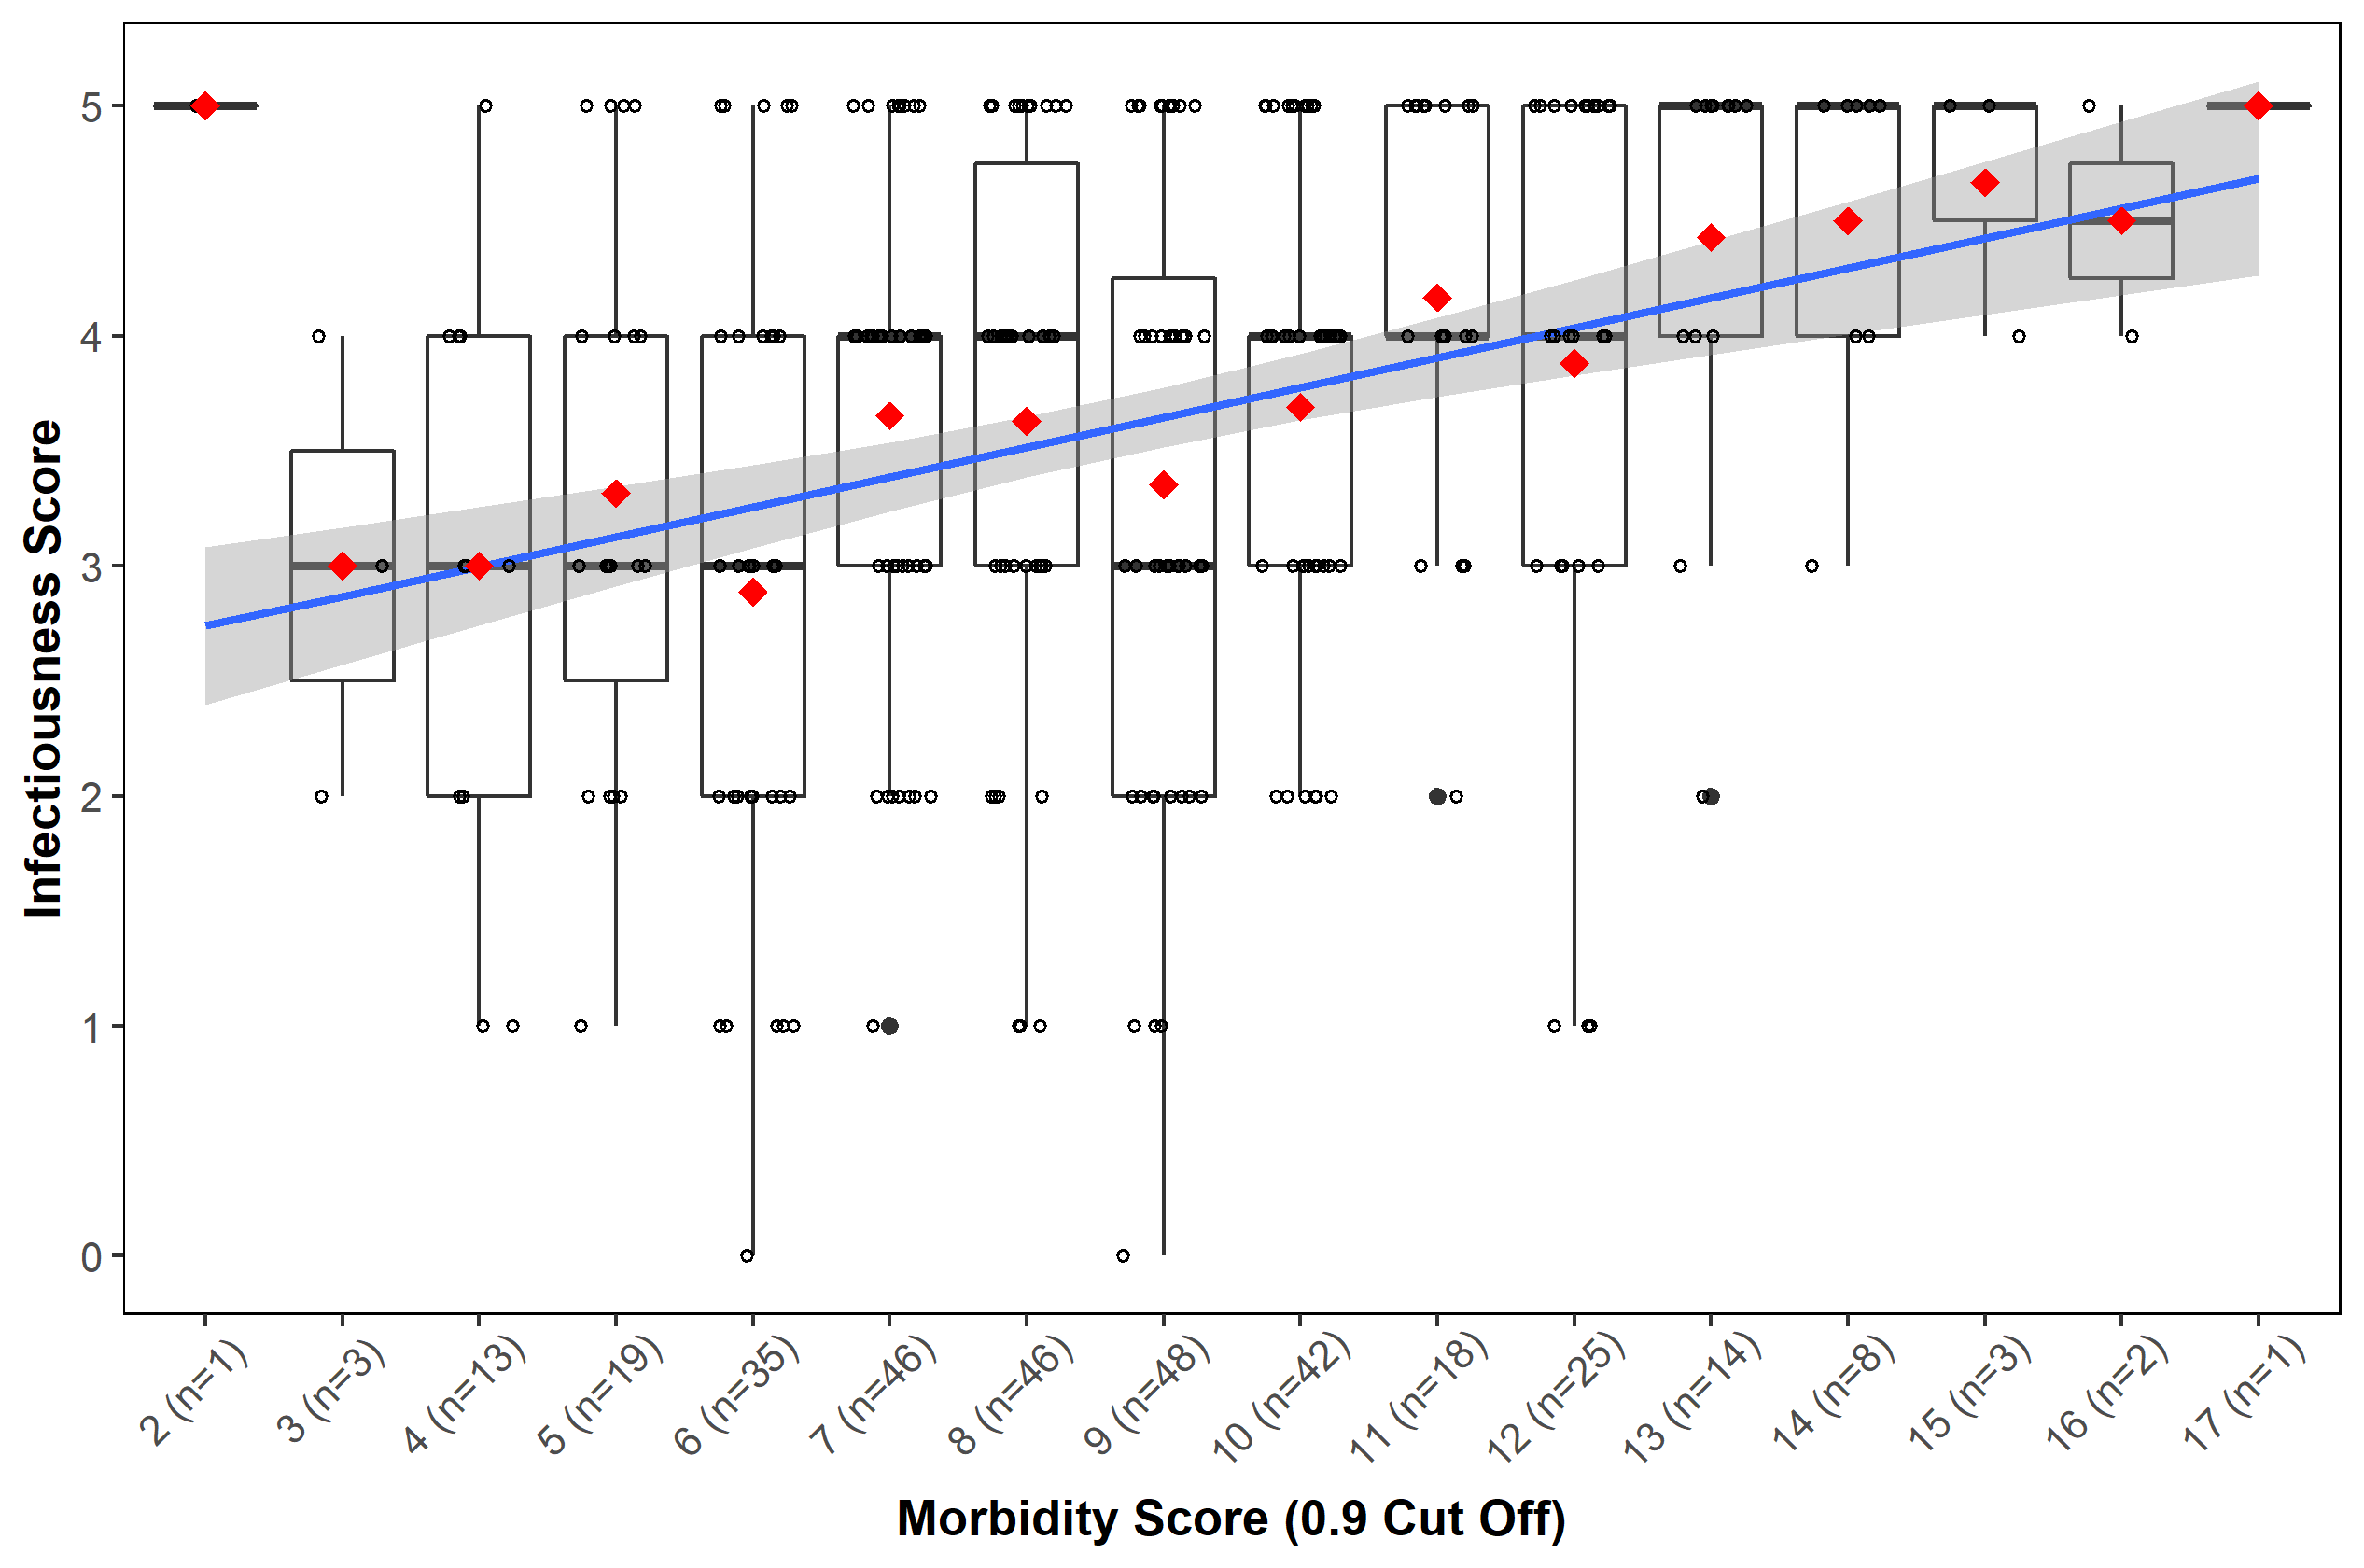 Infectiousness Score
5
4
3
2
1
0
2 (n=1)
3 (n=3)
4 (n=13)
5 (n=19)
6 (n=35)
7 (n=46)
8 (n=46)
9 (n=48)
10 (n=42)
11 (n=18)
12 (n=25)
13 (n=14)
14 (n=8)
15 (n=3)
16 (n=2)
17 (n=1)
Morbidity Score (0.9 Cut Off)